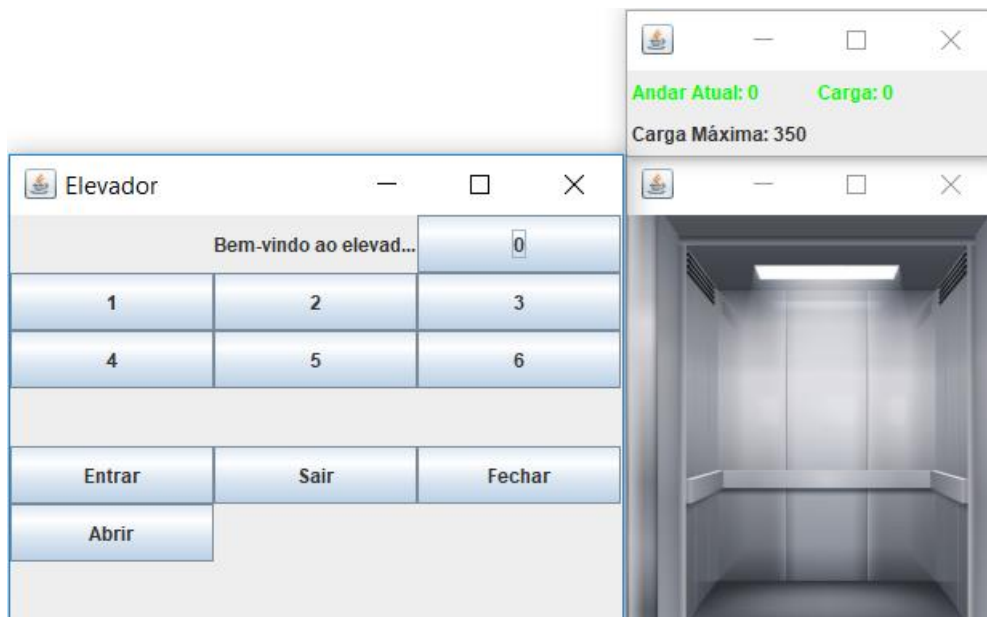 Andar Atual: 0 Carga: 0
Carga Máxima: 350
Elevador
Bem-vindo ao elevad... 0
1 2 3
4 5 6
Entrar Sair Fechar
Abrir